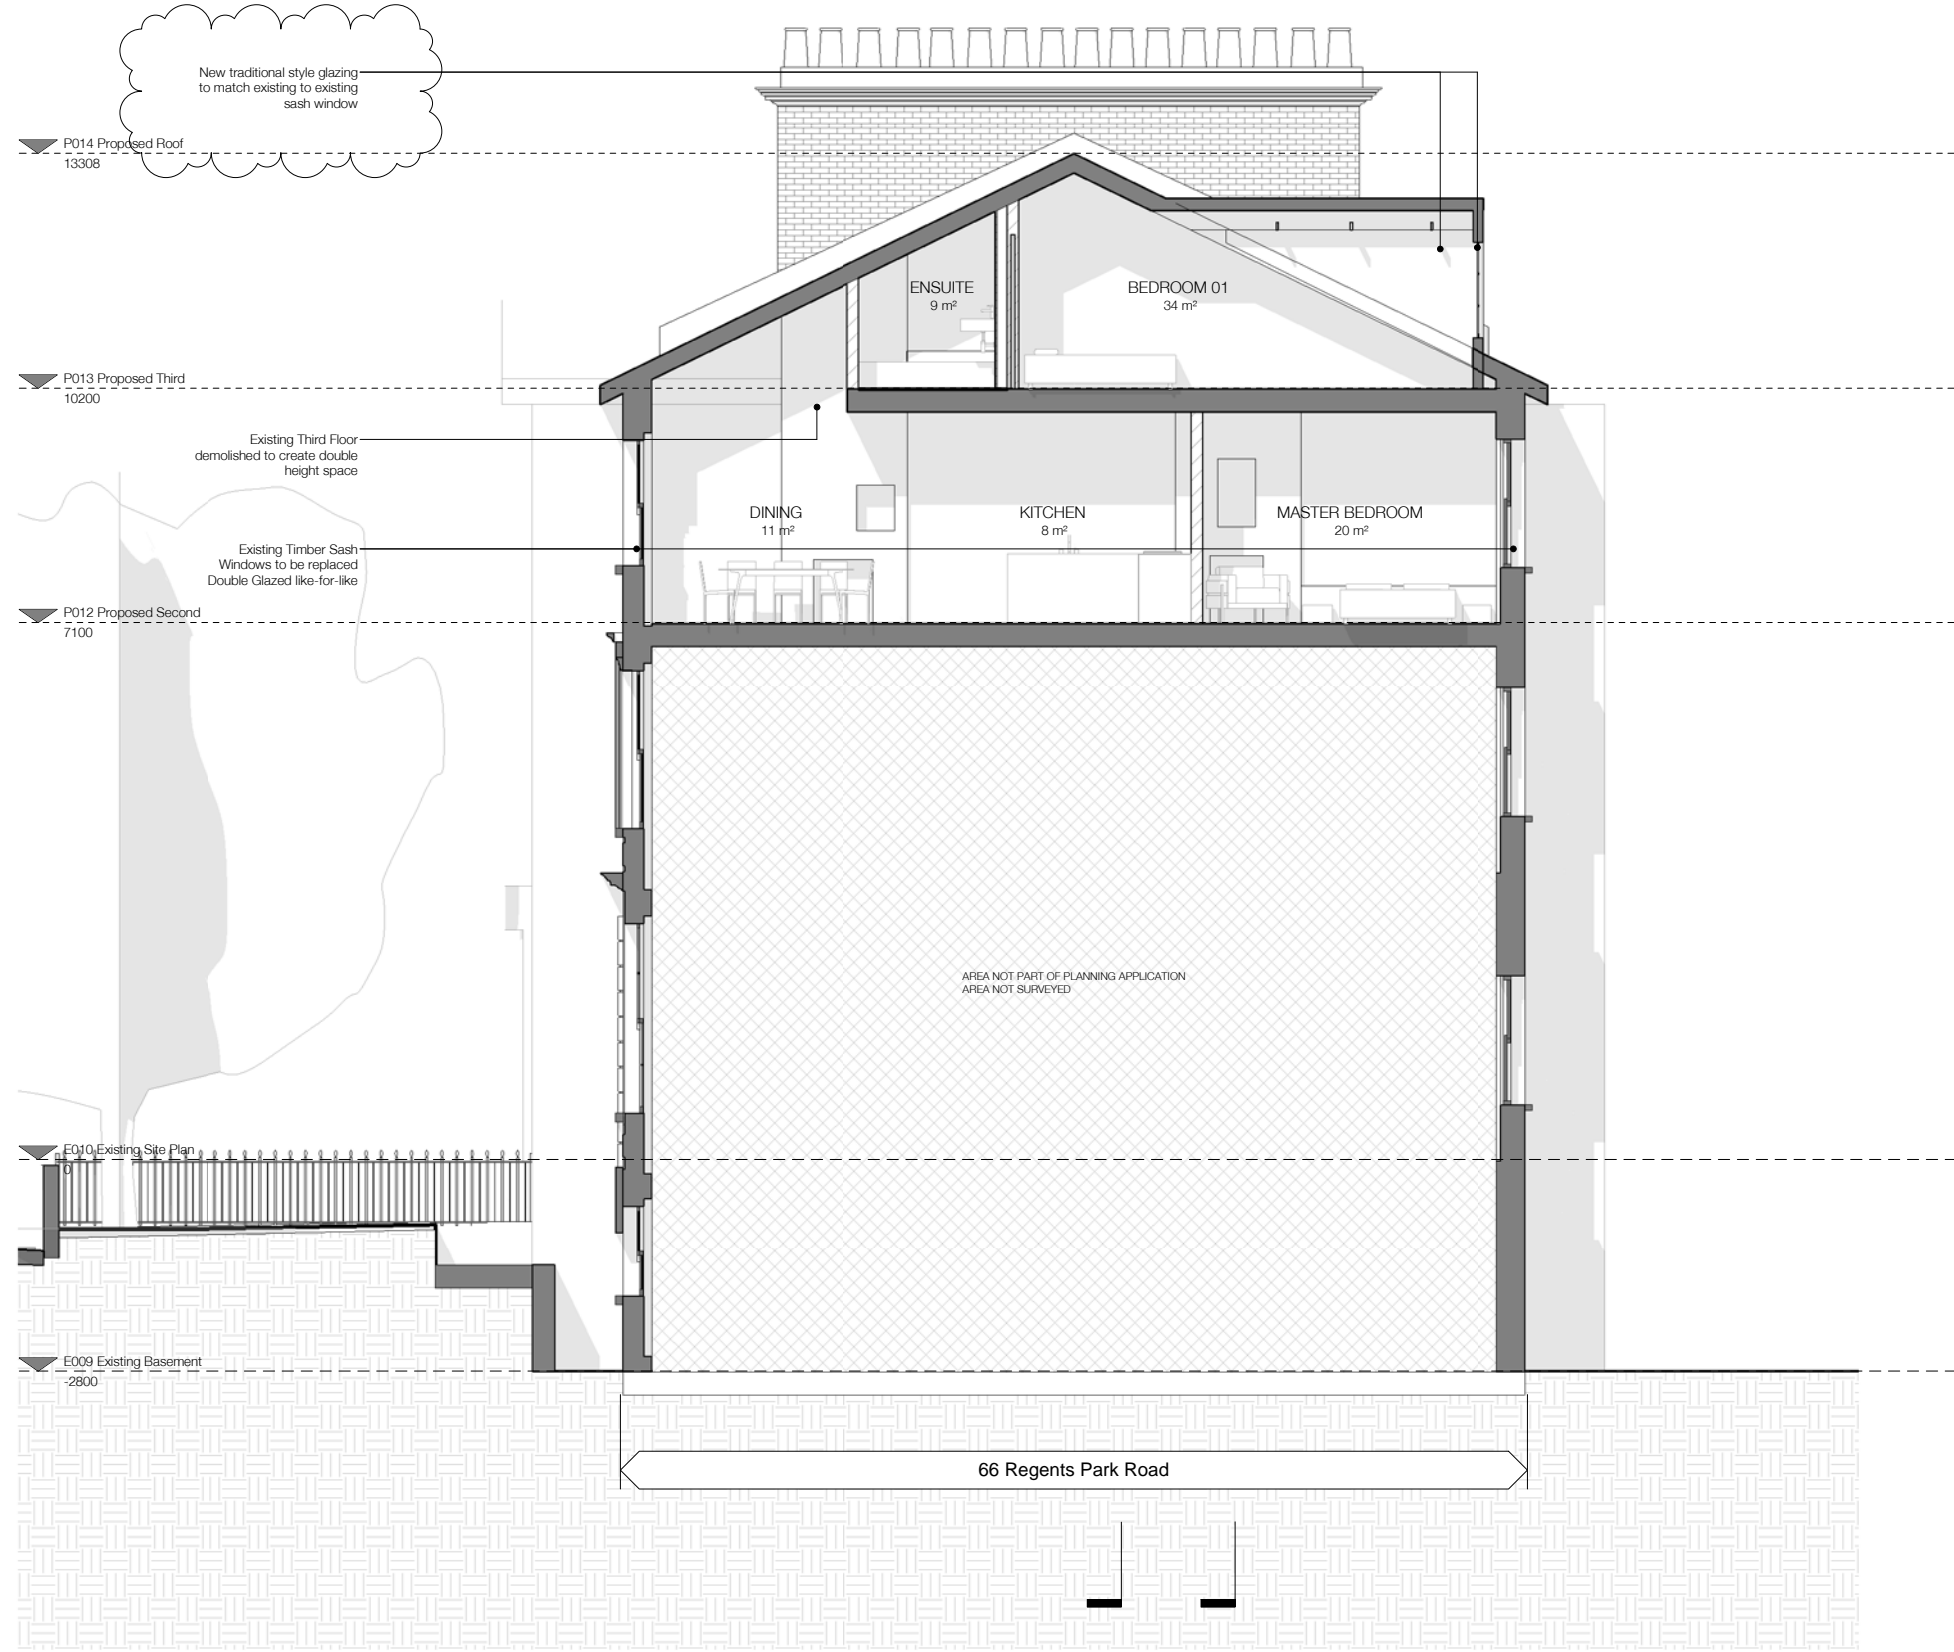 New traditional style glazing
to match existing to existing
sash window
P014 Proposed Roof
13308
ENSUITE
9 m²
BEDROOM 01
34 m²
P013 Proposed Third
10200
Existing Third Floor
demolished to create double
height space
DINING
11 m²
KITCHEN
8 m²
MASTER BEDROOM
20 m²
Existing Timber Sash
Windows to be replaced
Double Glazed like-for-like
P012 Proposed Second
7100
AREA NOT PART OF PLANNING APPLICATION
AREA NOT SURVEYED
E010 Existing Site Plan
0
E009 Existing Basement
-2800
66 Regents Park Road